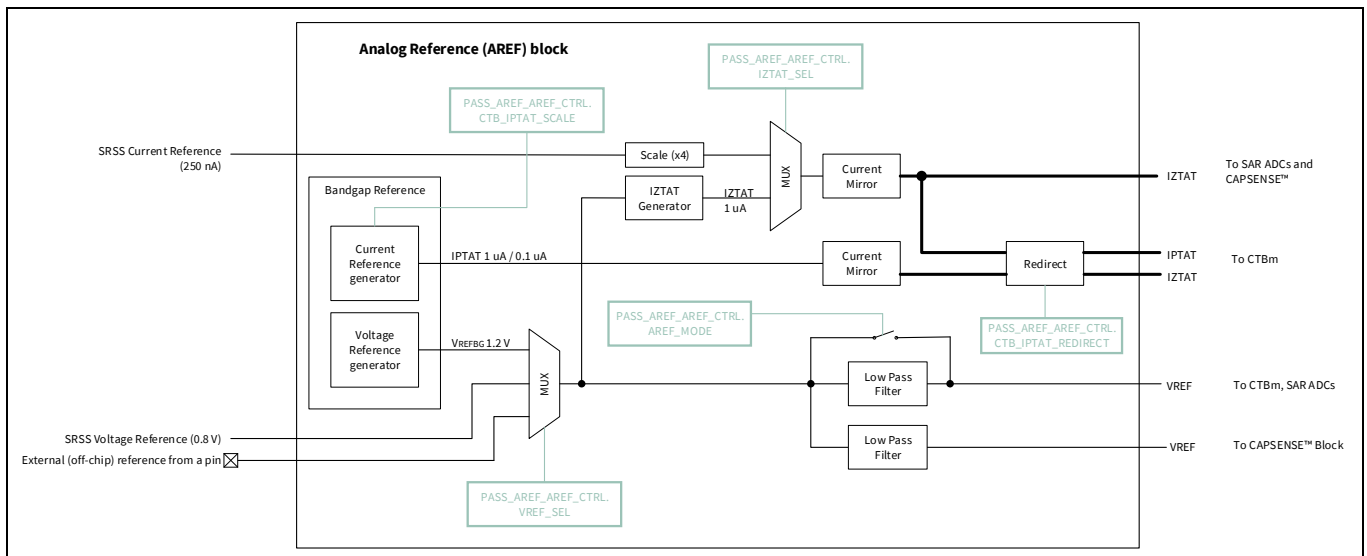 Analog Reference (AREF) block
PASS_AREF_AREF_CTRL.
IZTAT_SEL
PASS_AREF_AREF_CTRL.
CTB_IPTAT_SCALE
SRSS Current Reference
(250 nA)
Scale (x4)
MUX
Current
Mirror
IZTAT
To SAR ADCs and
CAPSENSE™
Bandgap Reference
IZTAT
Generator
IZTAT
1 uA
Current
Reference
generator
IPTAT 1 uA / 0.1 uA
Current
Mirror
Redirect
IPTAT
IZTAT
To CTBm
PASS_AREF_AREF_CTRL.
AREF_MODE
PASS_AREF_AREF_CTRL.
CTB_IPTAT_REDIRECT
Voltage
Reference
generator
VREFBG 1.2 V
MUX
Low Pass
Filter
VREF
To CTBm, SAR ADCs
SRSS Voltage Reference (0.8 V)
External (off-chip) reference from a pin
Low Pass
Filter
VREF
To CAPSENSE™ Block
PASS_AREF_AREF_CTRL.
VREF_SEL